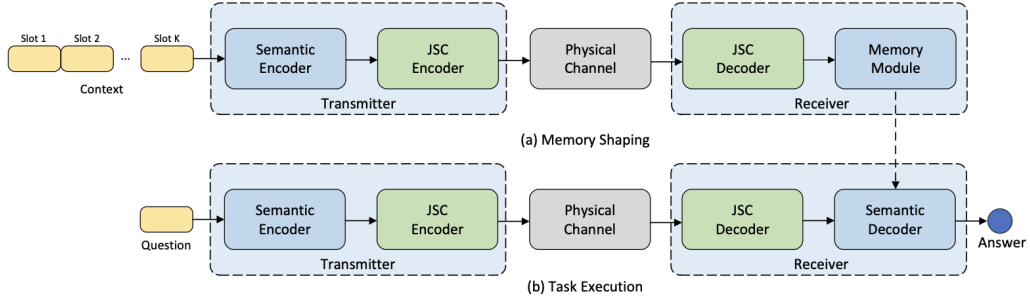 Slot 1 Slot 2 Slot K
...
Context
Semantic
Encoder
JSC
Encoder
Transmitter
Physical
Channel
JSC
Decoder
Memory
Module
Receiver
(a) Memory Shaping
Question
Semantic
Encoder
JSC
Encoder
Transmitter
Physical
Channel
JSC
Decoder
Semantic
Decoder
Receiver
Answer
(b) Task Execution